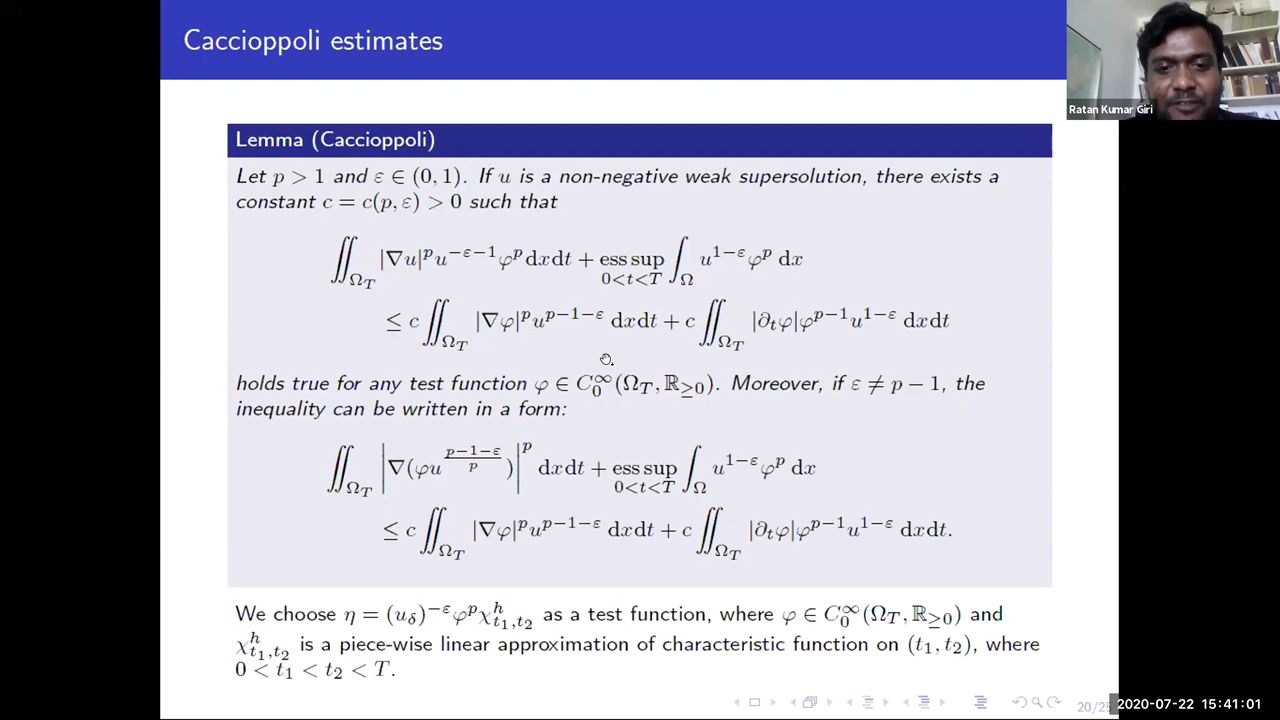 Caccioppoli estimates
Ratan Kumar Giri
Lemma (Caccioppoli)
Let p > 1 and ε ∈ (0, 1). If u is a non-negative weak supersolution, there exists a
constant c = c(p, ε) > 0 such that
∬_{Ω_T} |∇u|^p u^{−ε−1} φ^p dxdt + ess sup_{0<t<T} ∫_Ω u^{1−ε} φ^p dx
≤ c ∬_{Ω_T} |∇φ|^p u^{p−1−ε} dxdt + c ∬_{Ω_T} |∂_t φ| φ^{p−1} u^{1−ε} dxdt
holds true for any test function φ ∈ C_0^∞(Ω_T, ℝ_{≥0}). Moreover, if ε ≠ p − 1, the
inequality can be written in a form:
∬_{Ω_T} |∇(φu^{\frac{p−1−ε}{p}})|^p dxdt + ess sup_{0<t<T} ∫_Ω u^{1−ε} φ^p dx
≤ c ∬_{Ω_T} |∇φ|^p u^{p−1−ε} dxdt + c ∬_{Ω_T} |∂_t φ| φ^{p−1} u^{1−ε} dxdt.
We choose η = (u_δ)^{−ε} φ^p χ^h_{t_1,t_2} as a test function, where φ ∈ C_0^∞(Ω_T, ℝ_{≥0}) and
χ^h_{t_1,t_2} is a piece-wise linear approximation of characteristic function on (t_1, t_2), where
0 < t_1 < t_2 < T.
2020-07-22 15:41:01